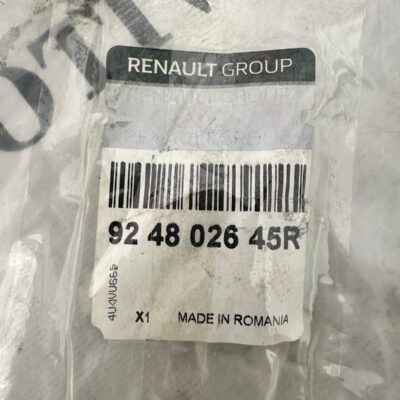 RENAULT GROUP
92 48 026 45R
X1 MADE IN ROMANIA